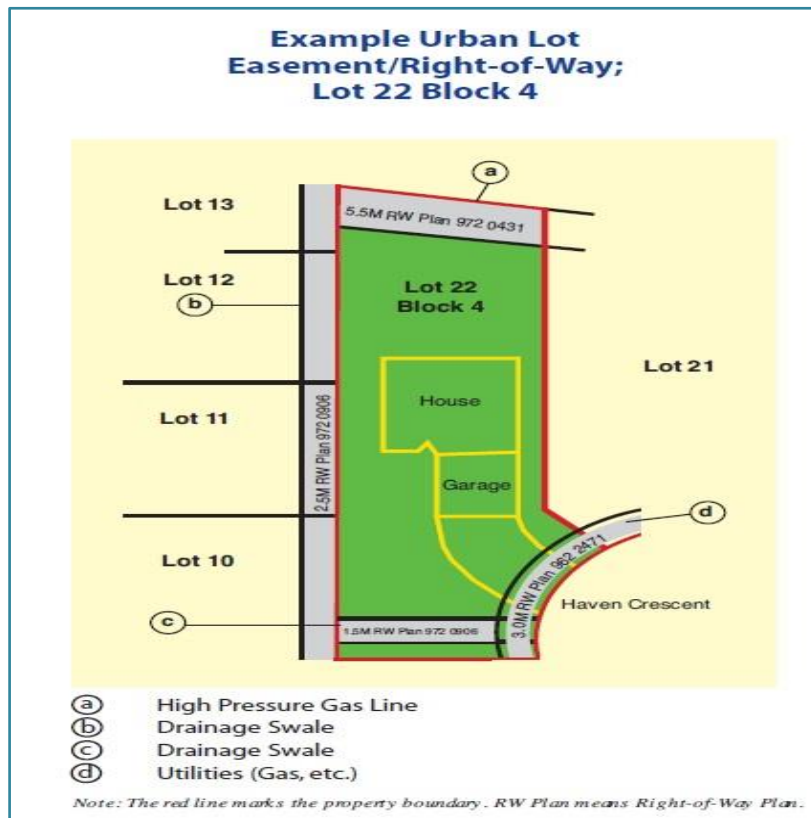 Example Urban Lot
Easement/Right-of-Way;
Lot 22 Block 4
a
Lot 13
5.5M RW Plan 972 0431
Lot 12
b
Lot 22
Block 4
Lot 21
House
Lot 11
2.5M RW Plan 972 0906
Garage
d
Lot 10
3.0M RW Plan 962 2471
Haven Crescent
c
1.5M RW Plan 972 0906
a High Pressure Gas Line
b Drainage Swale
c Drainage Swale
d Utilities (Gas, etc.)
Note: The red line marks the property boundary. RW Plan means Right-of-Way Plan.